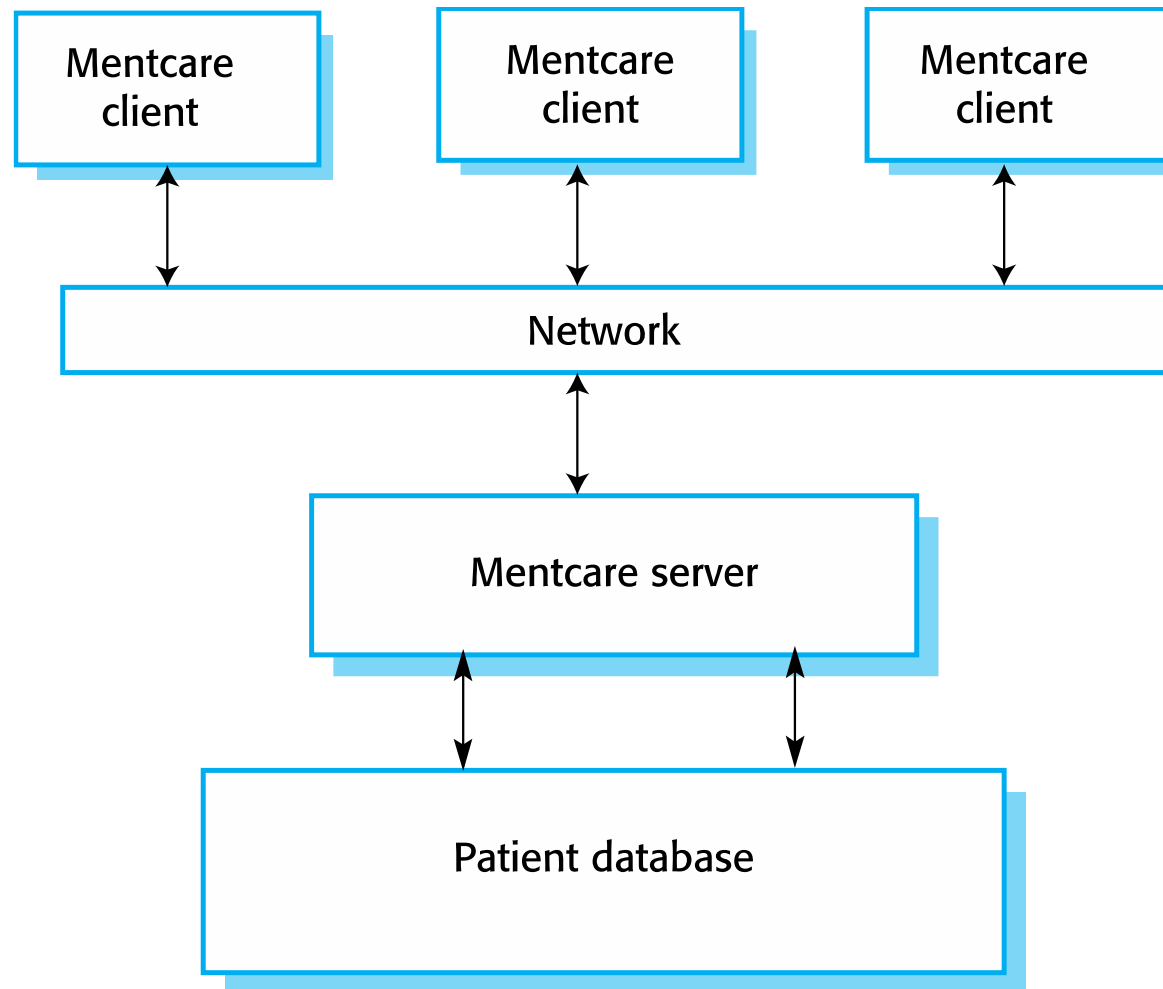 Mentcare
client
Mentcare
client
Mentcare
client
Network
Mentcare server
Patient database